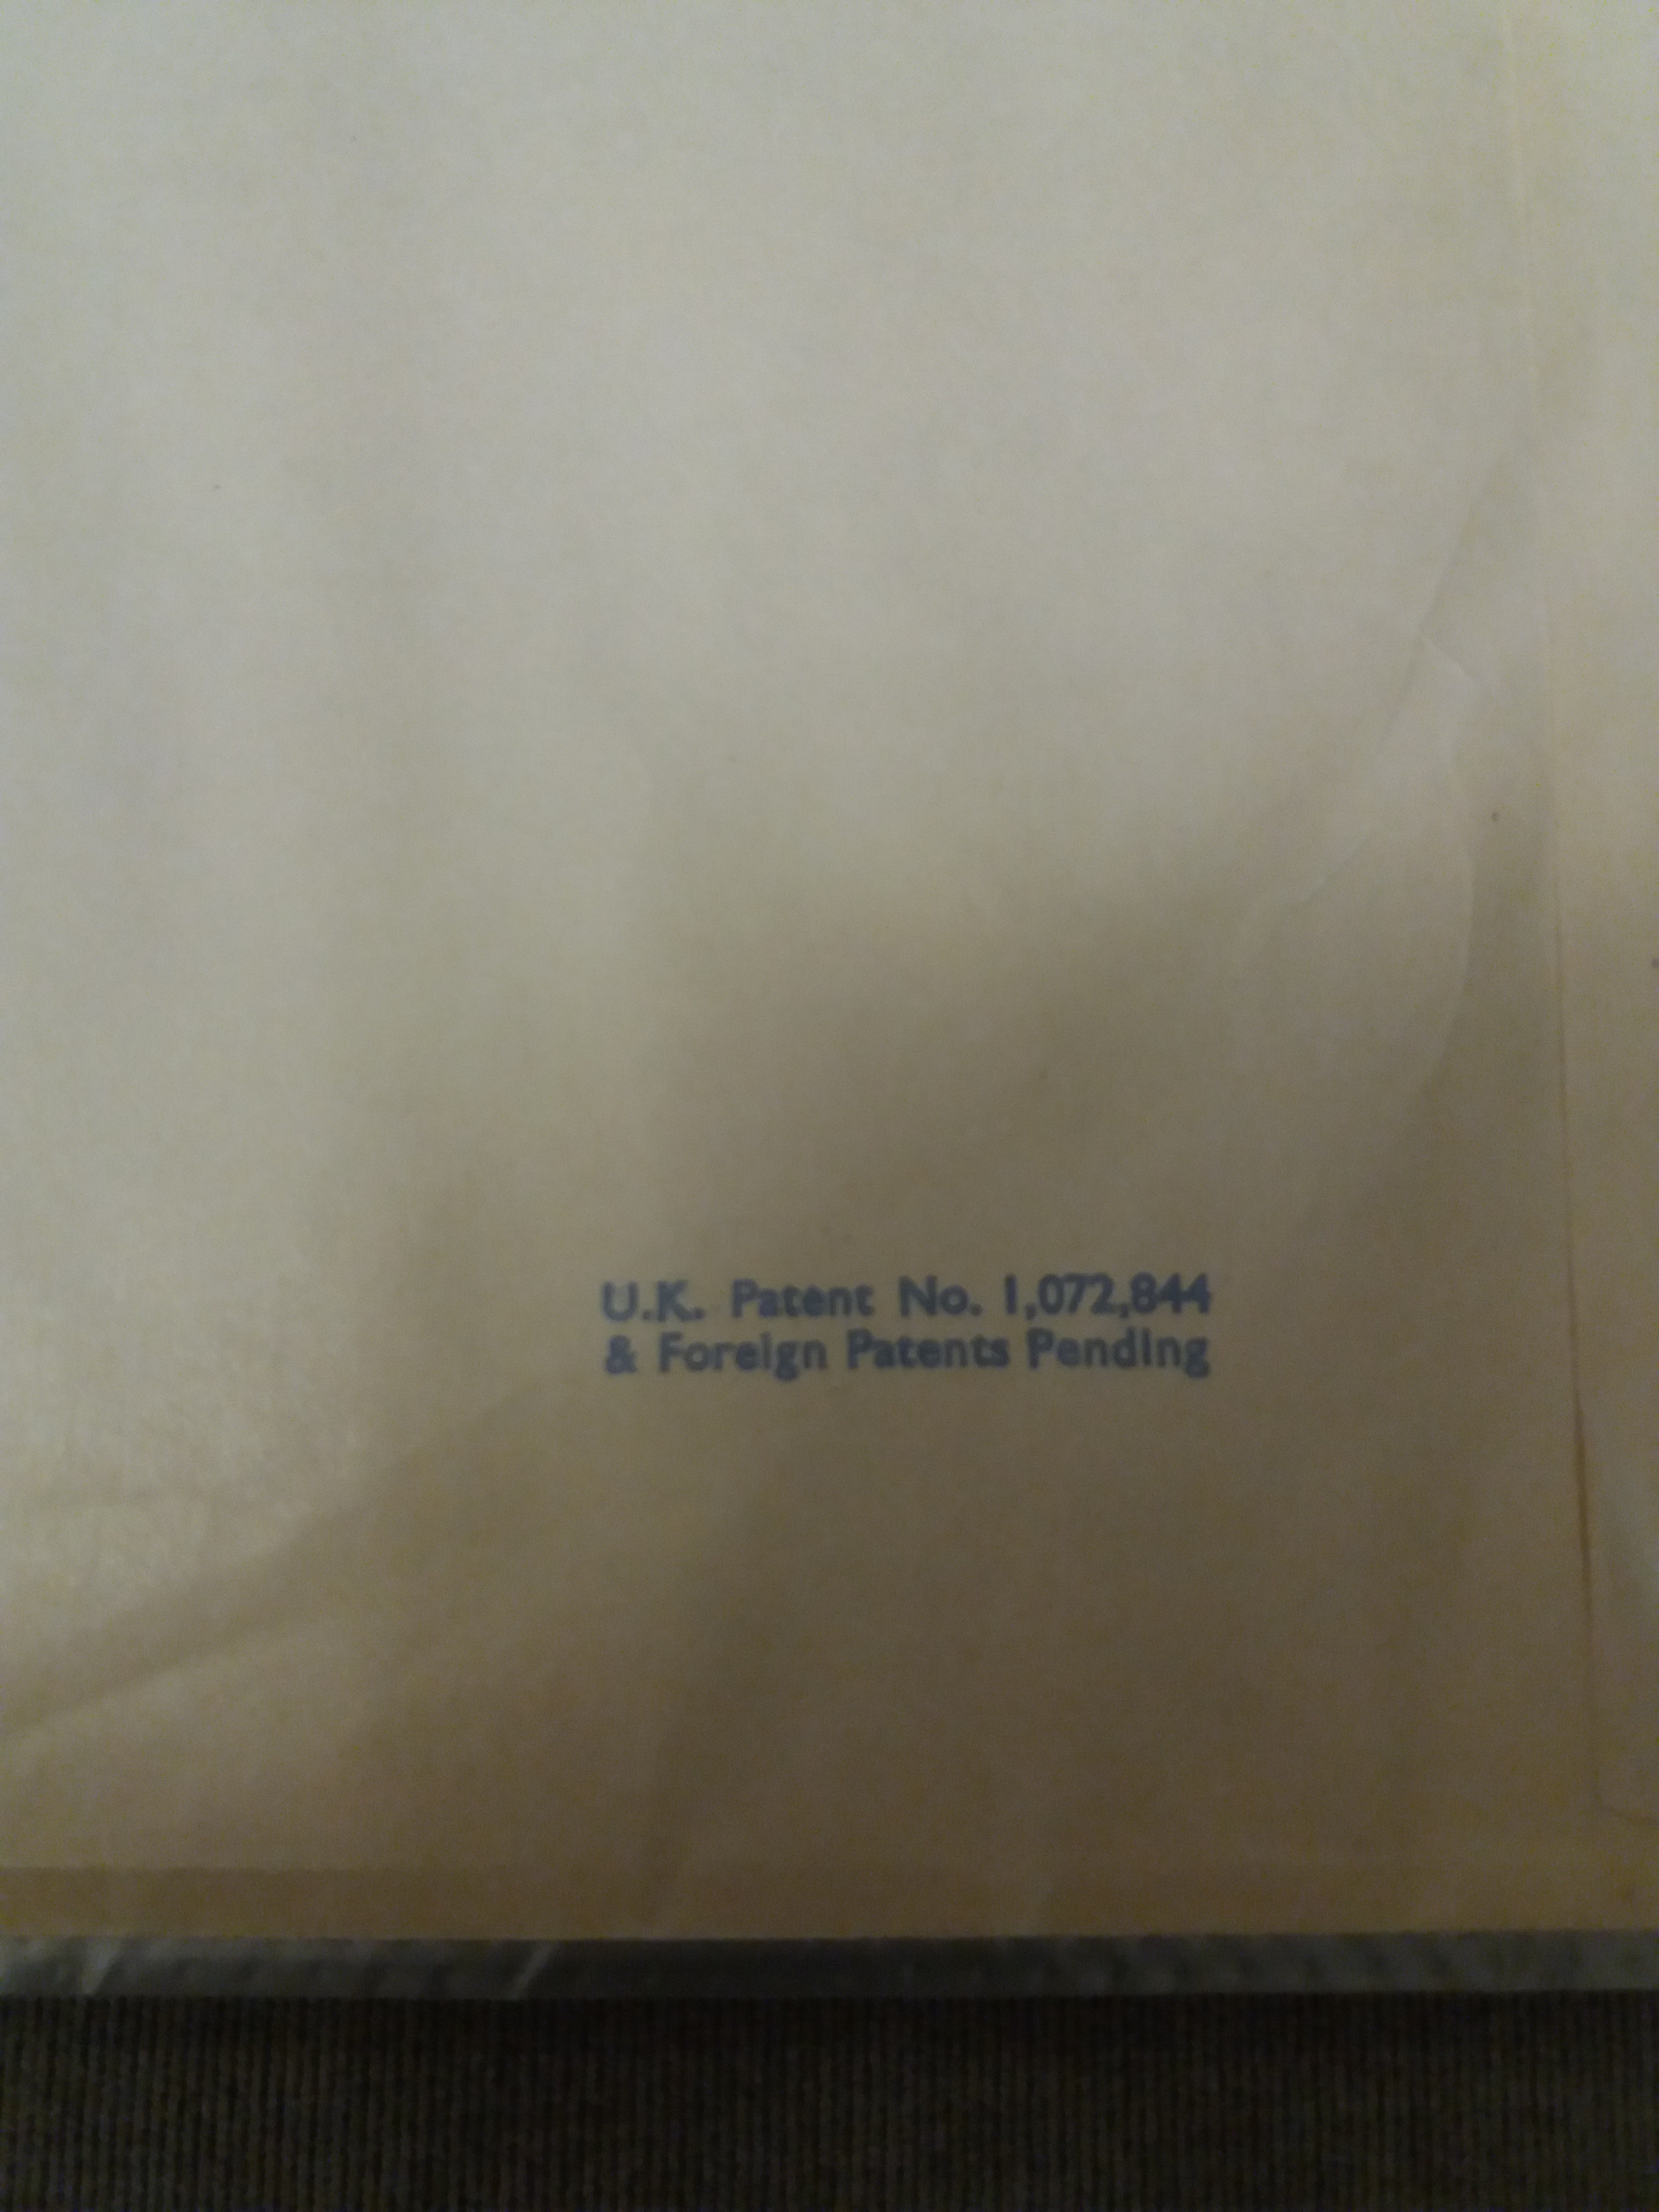 U.K. Patent No. 1,072,844
& Foreign Patents Pending